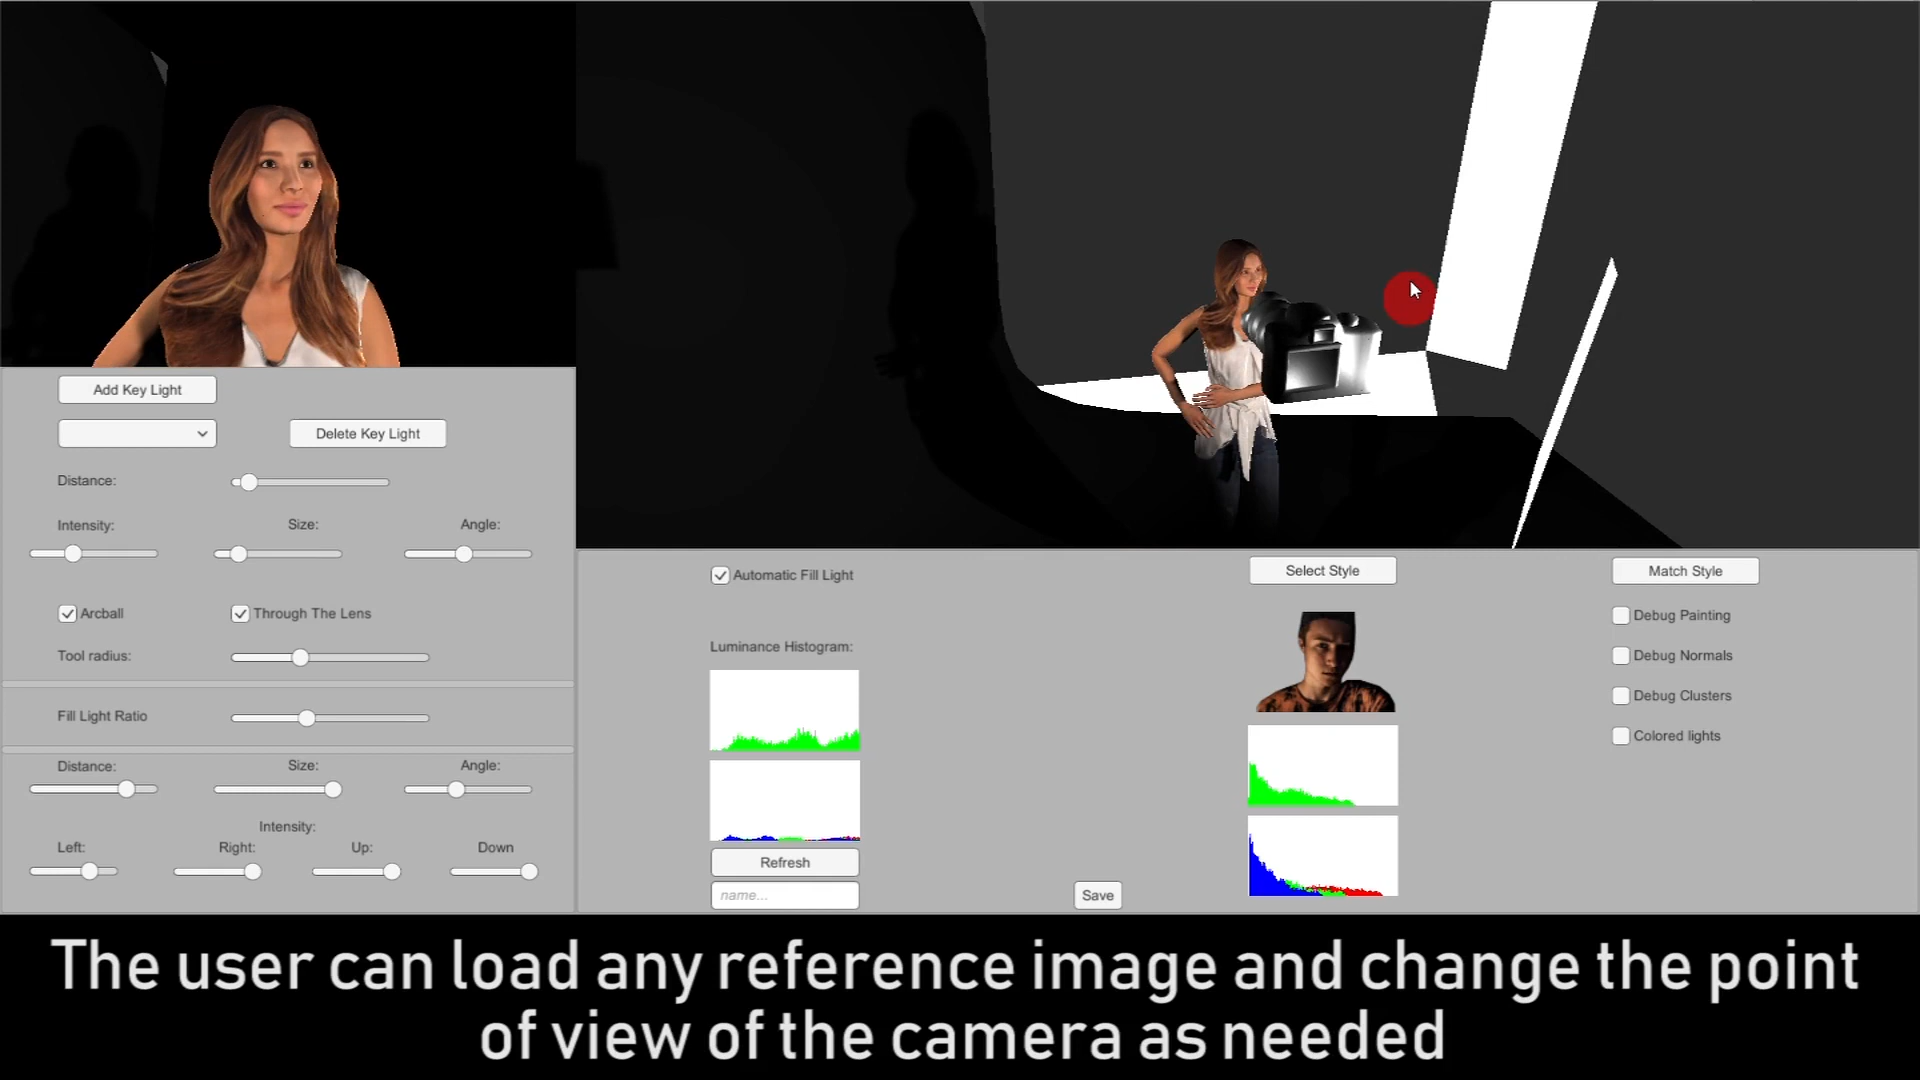 Add Key Light
Delete Key Light
Distance:
Intensity: Size: Angle:
Arcball Through The Lens
Tool radius:
Fill Light Ratio
Distance: Size: Angle:
Intensity:
Left: Right: Up: Down
Automatic Fill Light
Luminance Histogram:
Refresh
name...
Save
Select Style
Match Style
Debug Painting
Debug Normals
Debug Clusters
Colored lights
The user can load any reference image and change the point
of view of the camera as needed